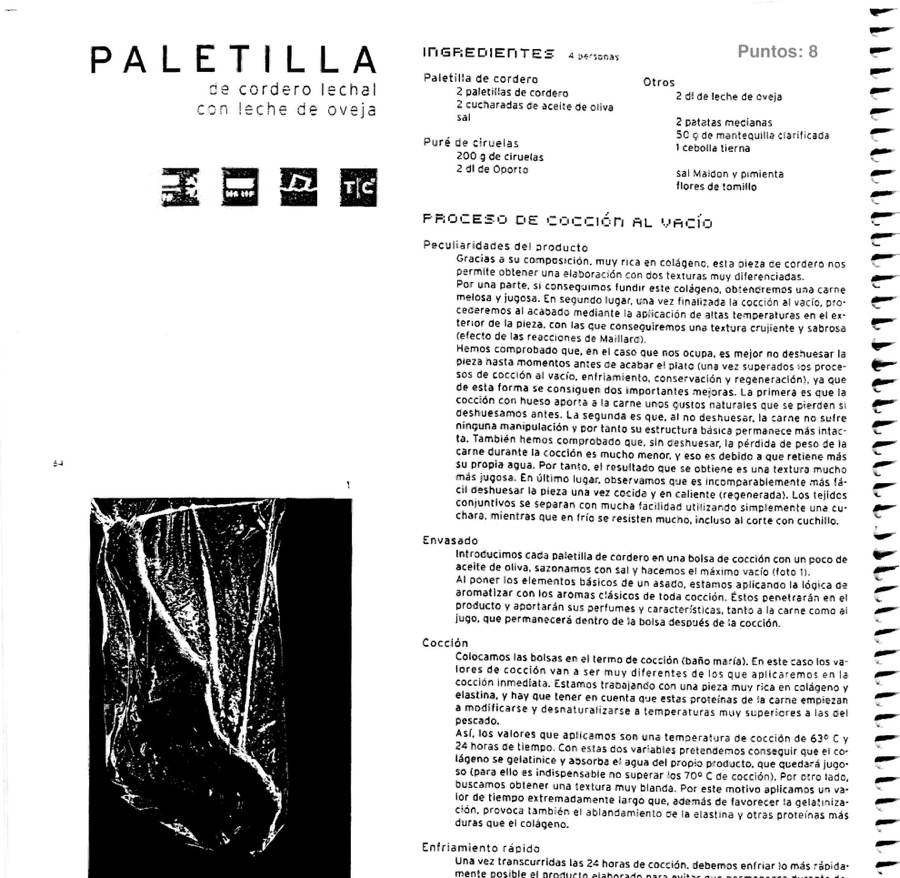 PALETILLA
de cordero lechal
con leche de oveja
T C
64
1
INGREDIENTES 4 personas
Puntos: 8
Paletilla de cordero
2 paletillas de cordero
2 cucharadas de aceite de oliva
sal
Puré de ciruelas
200 g de ciruelas
2 dl de Oporto
Otros
2 dl de leche de oveja
2 patatas medianas
50 g de mantequilla clarificada
1 cebolla tierna
sal Maldon y pimienta
flores de tomillo
PROCESO DE COCCIÓN AL VACÍO
Peculiaridades del producto
Gracias a su composición, muy rica en colágeno, esta pieza de cordero nos
permite obtener una elaboración con dos texturas muy diferenciadas.
Por una parte, si conseguimos fundir este colágeno, obtendremos una carne
melosa y jugosa. En segundo lugar, una vez finalizada la cocción al vacío, pro-
cederemos al acabado mediante la aplicación de altas temperaturas en el ex-
terior de la pieza, con las que conseguiremos una textura crujiente y sabrosa
(efecto de las reacciones de Maillard).
Hemos comprobado que, en el caso que nos ocupa, es mejor no deshuesar la
pieza hasta momentos antes de acabar el plato (una vez superados los proce-
sos de cocción al vacío, enfriamiento, conservación y regeneración), ya que
de esta forma se consiguen dos importantes mejoras. La primera es que la
cocción con hueso aporta a la carne unos gustos naturales que se pierden si
deshuesamos antes. La segunda es que, al no deshuesar, la carne no sufre
ninguna manipulación y por tanto su estructura básica permanece más intac-
ta. También hemos comprobado que, sin deshuesar, la pérdida de peso de la
carne durante la cocción es mucho menor, y eso es debido a que retiene más
su propia agua. Por tanto, el resultado que se obtiene es una textura mucho
más jugosa. En último lugar, observamos que es incomparablemente más fá-
cil deshuesar la pieza una vez cocida y en caliente (regenerada). Los tejidos
conjuntivos se separan con mucha facilidad utilizando simplemente una cu-
chara, mientras que en frío se resisten mucho, incluso al corte con cuchillo.
Envasado
Introducimos cada paletilla de cordero en una bolsa de cocción con un poco de
aceite de oliva, sazonamos con sal y hacemos el máximo vacío (foto 1).
Al poner los elementos básicos de un asado, estamos aplicando la lógica de
aromatizar con los aromas clásicos de toda cocción. Éstos penetrarán en el
producto y aportarán sus perfumes y características, tanto a la carne como al
jugo, que permanecerá dentro de la bolsa después de la cocción.
Cocción
Colocamos las bolsas en el termo de cocción (baño maría). En este caso los va-
lores de cocción van a ser muy diferentes de los que aplicaremos en la
cocción inmediata. Estamos trabajando con una pieza muy rica en colágeno y
elastina, y hay que tener en cuenta que estas proteínas de la carne empiezan
a modificarse y desnaturalizarse a temperaturas muy superiores a las del
pescado.
Así, los valores que aplicamos son una temperatura de cocción de 63º C y
24 horas de tiempo. Con estas dos variables pretendemos conseguir que el co-
lágeno se gelatinice y absorba el agua del propio producto, que quedará jugo-
so (para ello es indispensable no superar los 70º C de cocción). Por otro lado,
buscamos obtener una textura muy blanda. Por este motivo aplicamos un va-
lor de tiempo extremadamente largo que, además de favorecer la gelatiniza-
ción, provoca también el ablandamiento de la elastina y otras proteínas más
duras que el colágeno.
Enfriamiento rápido
Una vez transcurridas las 24 horas de cocción, debemos enfriar lo más rápida-
mente posible el producto elaborado para evitar que permanezca durante